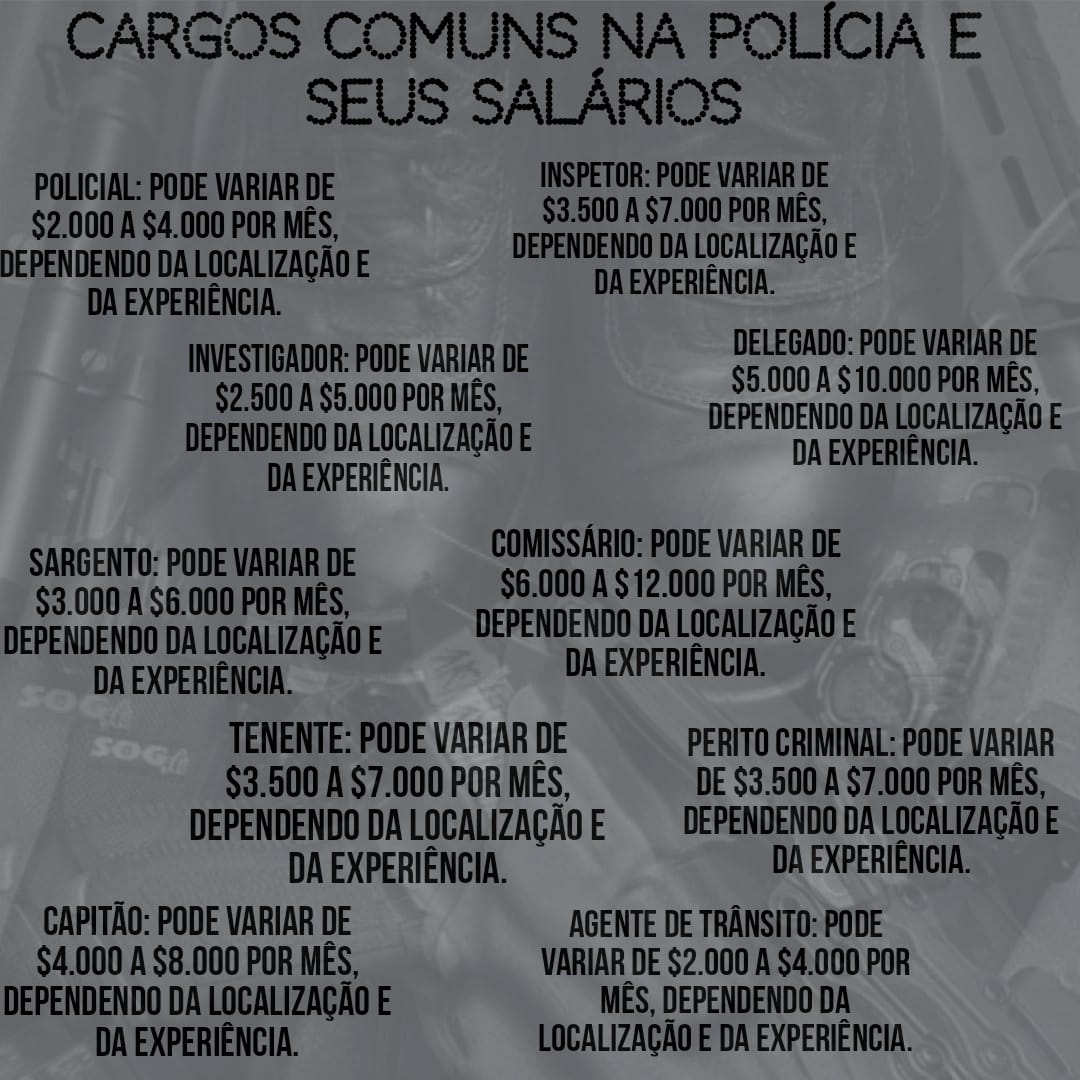 CARGOS COMUNS NA POLÍCIA E
SEUS SALÁRIOS
POLICIAL: PODE VARIAR DE
$2.000 A $4.000 POR MÊS,
DEPENDENDO DA LOCALIZAÇÃO E
DA EXPERIÊNCIA.
INSPETOR: PODE VARIAR DE
$3.500 A $7.000 POR MÊS,
DEPENDENDO DA LOCALIZAÇÃO E
DA EXPERIÊNCIA.
INVESTIGADOR: PODE VARIAR DE
$2.500 A $5.000 POR MÊS,
DEPENDENDO DA LOCALIZAÇÃO E
DA EXPERIÊNCIA.
DELEGADO: PODE VARIAR DE
$5.000 A $10.000 POR MÊS,
DEPENDENDO DA LOCALIZAÇÃO E
DA EXPERIÊNCIA.
SARGENTO: PODE VARIAR DE
$3.000 A $6.000 POR MÊS,
DEPENDENDO DA LOCALIZAÇÃO E
DA EXPERIÊNCIA.
COMISSÁRIO: PODE VARIAR DE
$6.000 A $12.000 POR MÊS,
DEPENDENDO DA LOCALIZAÇÃO E
DA EXPERIÊNCIA.
SOG
SOG
TENENTE: PODE VARIAR DE
$3.500 A $7.000 POR MÊS,
DEPENDENDO DA LOCALIZAÇÃO E
DA EXPERIÊNCIA.
PERITO CRIMINAL: PODE VARIAR
DE $3.500 A $7.000 POR MÊS,
DEPENDENDO DA LOCALIZAÇÃO E
DA EXPERIÊNCIA.
CAPITÃO: PODE VARIAR DE
$4.000 A $8.000 POR MÊS,
DEPENDENDO DA LOCALIZAÇÃO E
DA EXPERIÊNCIA.
AGENTE DE TRÂNSITO: PODE
VARIAR DE $2.000 A $4.000 POR
MÊS, DEPENDENDO DA
LOCALIZAÇÃO E DA EXPERIÊNCIA.